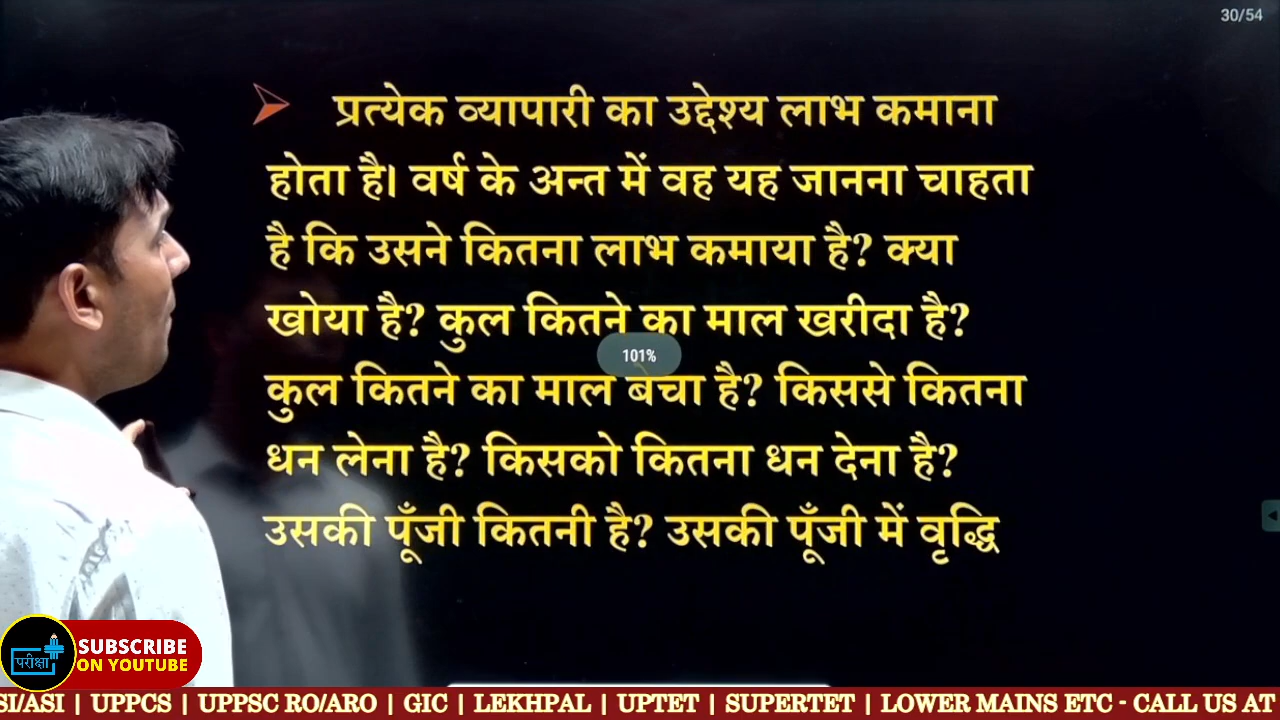 30/54
प्रत्येक व्यापारी का उद्देश्य लाभ कमाना
होता है। वर्ष के अन्त में वह यह जानना चाहता
है कि उसने कितना लाभ कमाया है? क्या
खोया है? कुल कितने का माल खरीदा है?
101%
कुल कितने का माल बचा है? किससे कितना
धन लेना है? किसको कितना धन देना है?
उसकी पूँजी कितनी है? उसकी पूँजी में वृद्धि
परीक्षा
SUBSCRIBE
ON YOUTUBE
SI/ASI | UPPCS | UPPSC RO/ARO | GIC | LEKHPAL | UPTET | SUPERTET | LOWER MAINS ETC - CALL US AT